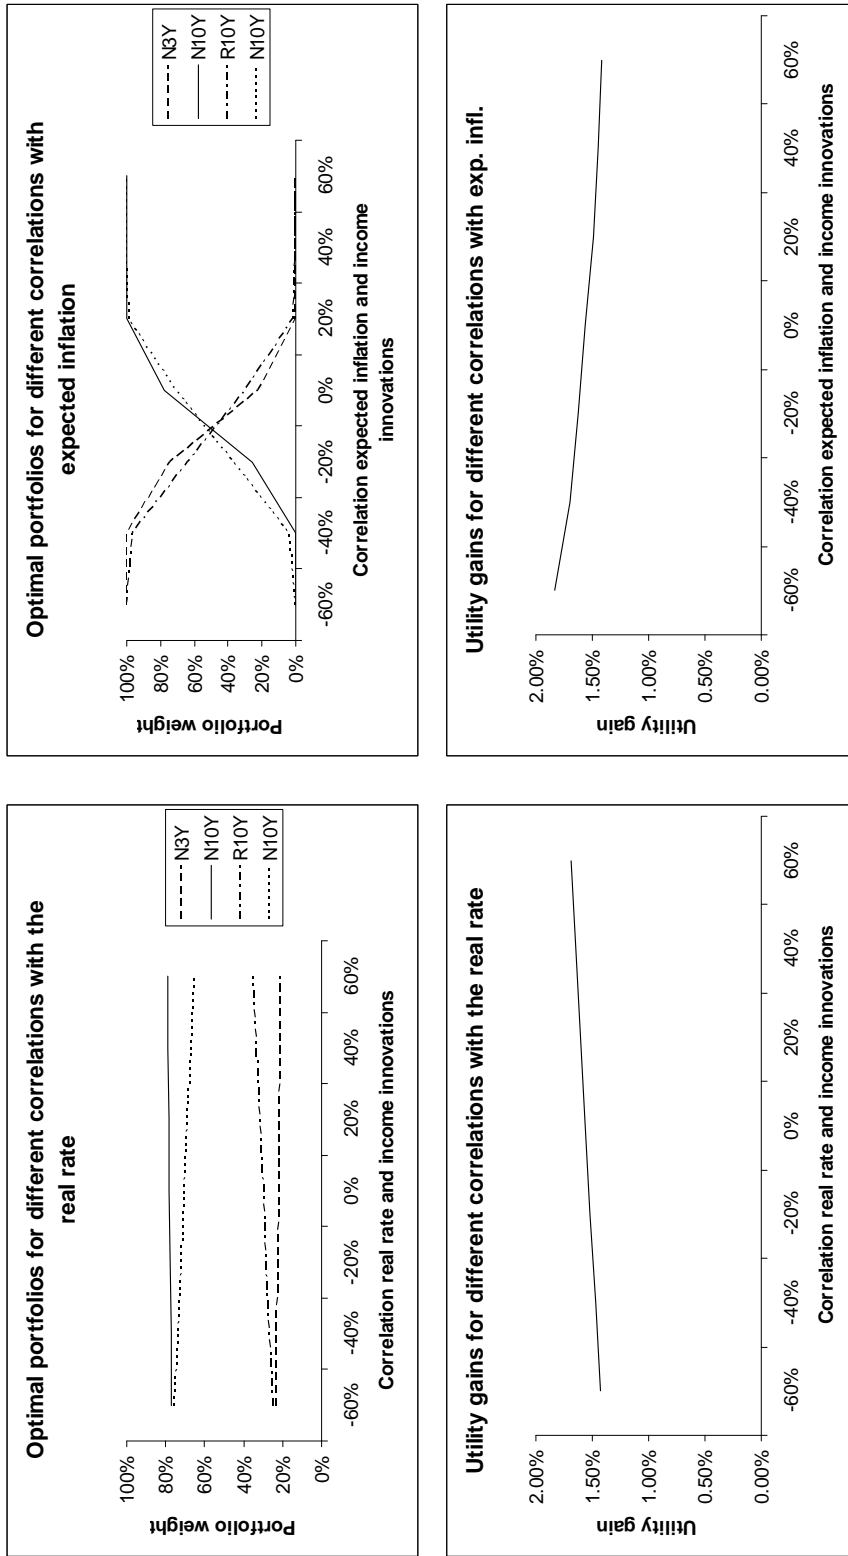 Optimal portfolios for different correlations with the
real rate
100%
80%
60%
40%
20%
0%
Portfolio weight
-60% -40% -20% 0% 20% 40% 60%
Correlation real rate and income innovations
N3Y
N10Y
R10Y
N10Y
Optimal portfolios for different correlations with
expected inflation
100%
80%
60%
40%
20%
0%
Portfolio weight
-60% -40% -20% 0% 20% 40% 60%
Correlation expected inflation and income
innovations
N3Y
N10Y
R10Y
N10Y
Utility gains for different correlations with the real rate
2.00%
1.50%
1.00%
0.50%
0.00%
Utility gain
-60% -40% -20% 0% 20% 40% 60%
Correlation real rate and income innovations
Utility gains for different correlations with exp. infl.
2.00%
1.50%
1.00%
0.50%
0.00%
Utility gain
-60% -40% -20% 0% 20% 40% 60%
Correlation expected inflation and income innovations